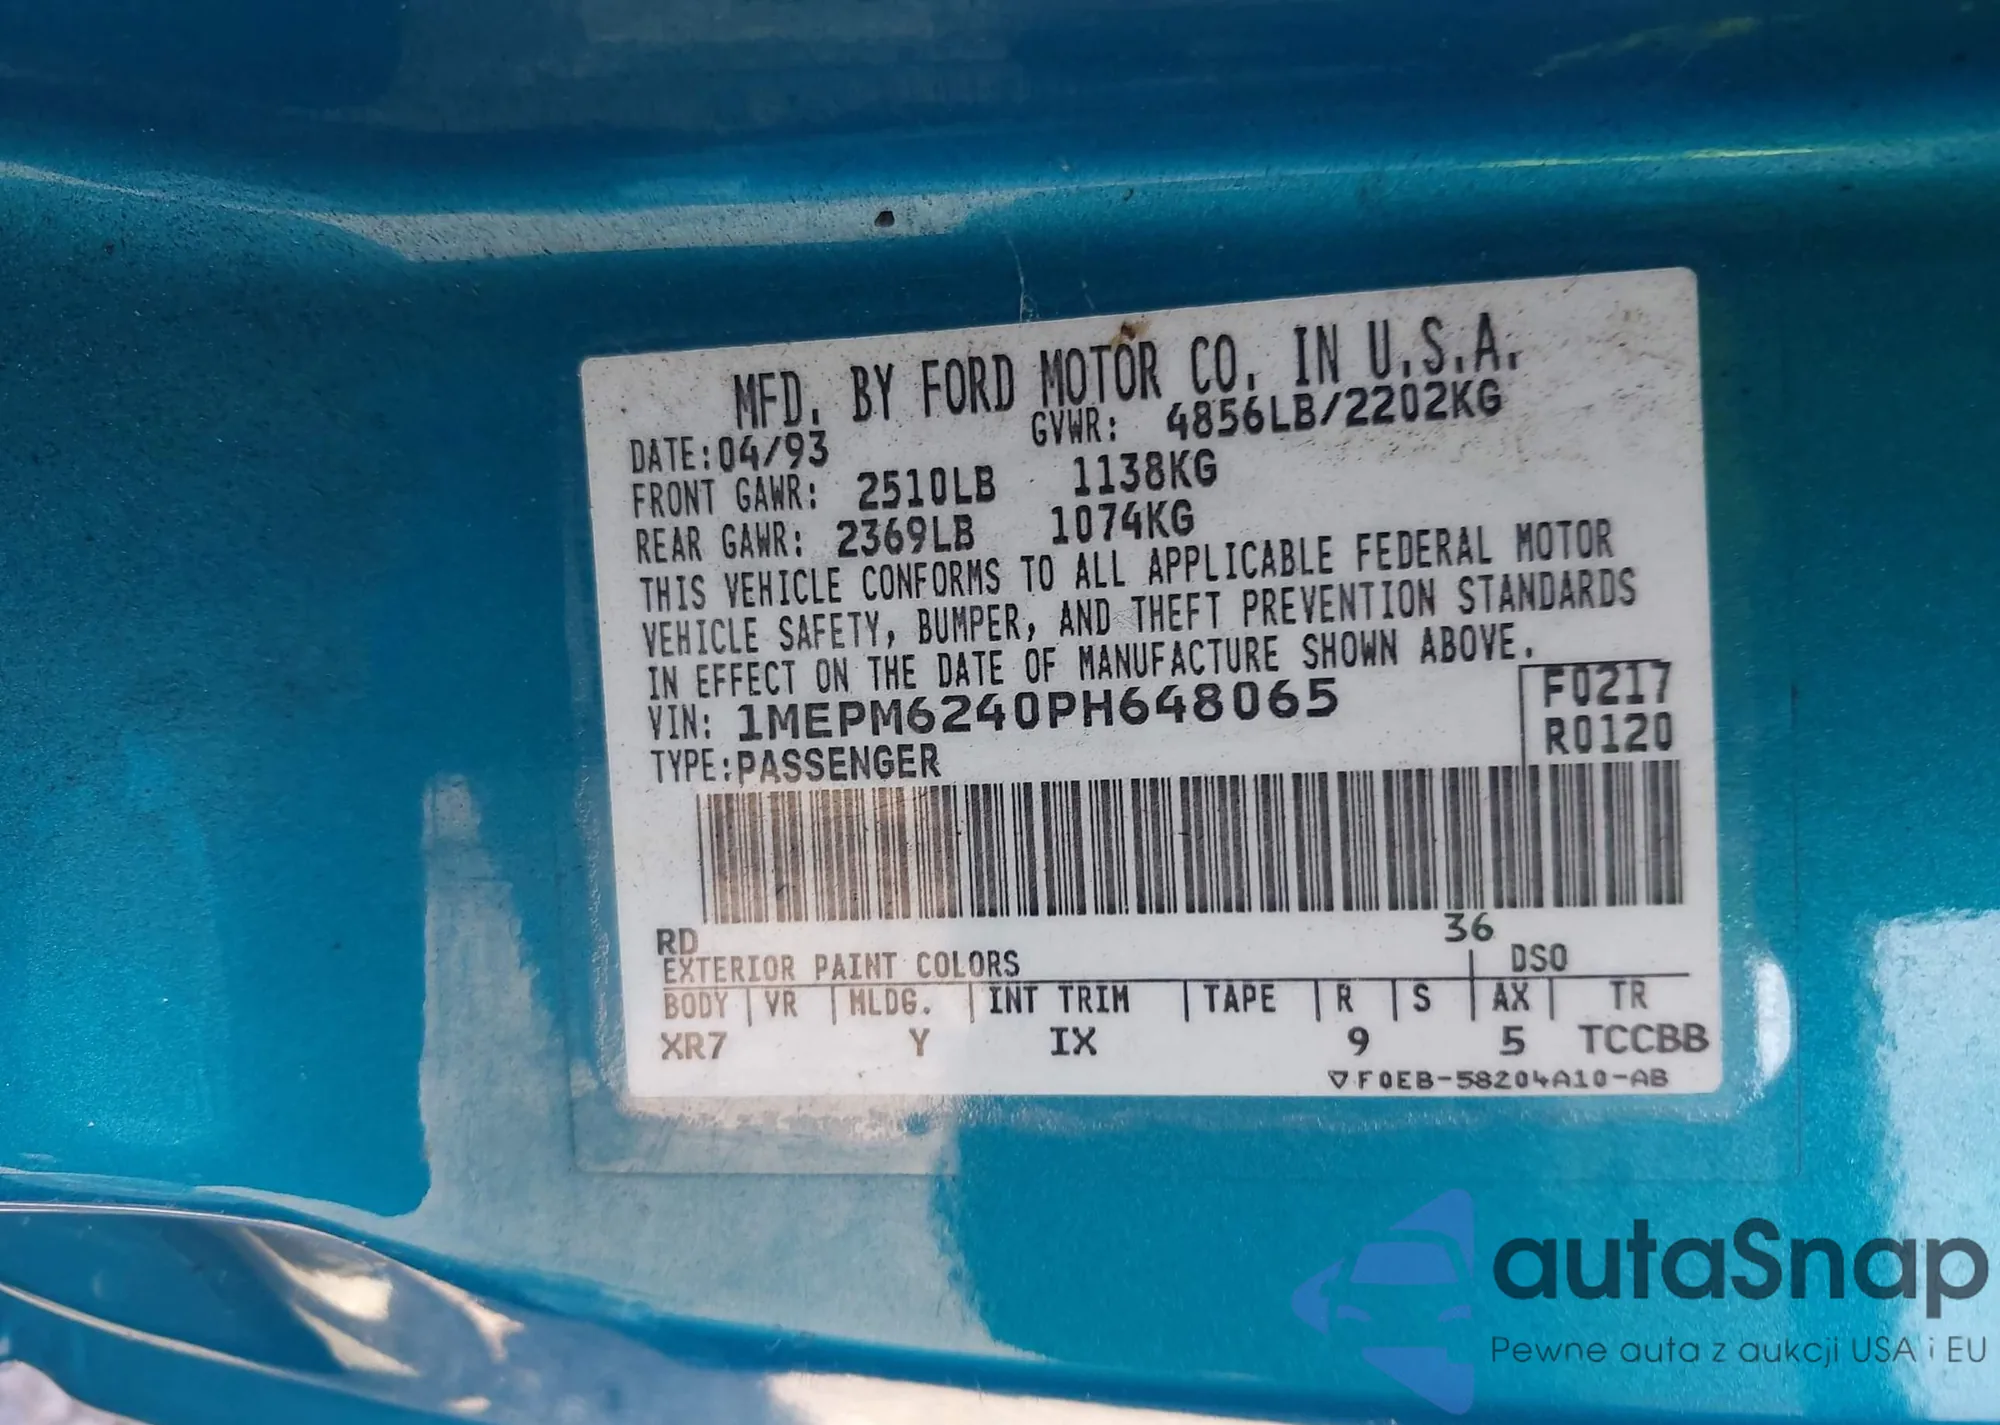 MFD. BY FORD MOTOR CO. IN U.S.A.
DATE:04/93 GVWR: 4856LB/2202KG
FRONT GAWR: 2510LB 1138KG
REAR GAWR: 2369LB 1074KG
THIS VEHICLE CONFORMS TO ALL APPLICABLE FEDERAL MOTOR
VEHICLE SAFETY, BUMPER, AND THEFT PREVENTION STANDARDS
IN EFFECT ON THE DATE OF MANUFACTURE SHOWN ABOVE.
VIN: 1MEPM6240PH648065 F0217
TYPE:PASSENGER R0120
RD 36
EXTERIOR PAINT COLORS DSO
BODY VR MLDG. INT TRIM TAPE R S AX TR
XR7 Y IX 9 5 TCCBB
▽F0EB-58204A10-AB
autaSnap
Pewne auta z aukcji USA i EU